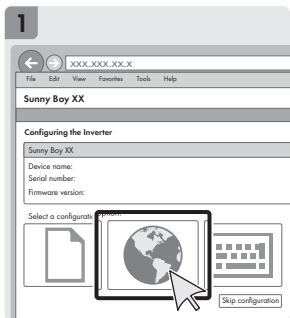 1
XXX.XXX.XX.X
File Edit View Favorites Tools Help
Sunny Boy XX
Configuring the Inverter
Sunny Boy XX
Device name:
Serial number:
Firmware version:
Select a configuratic option:
Skip configuration